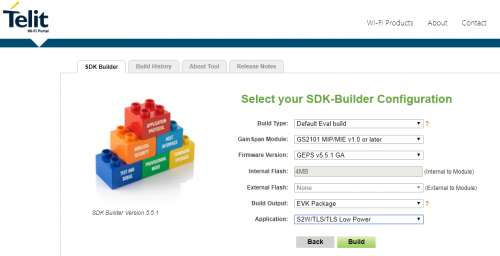 Telit
Wi-Fi Portal
Wi-Fi Products About Contact
SDK Builder Build History About Tool Release Notes
Select your SDK-Builder Configuration
Build Type: Default Eval build ?
GainSpan Module: GS2101 MIP/MIE v1.0 or later
Firmware Version: GEPS v5.5.1 GA ?
Internal Flash: 4MB (Internal to Module)
External Flash: None (External to Module)
Build Output: EVK Package ?
Application: S2W/TLS/TLS Low Power
Back Build
APPLICATION PROTOCOL
WIRELESS SECURITY
HOST INTERFACE
TEST AND DEBUG
PROVISIONING MODE
FIRMWARE VERSION
SDK Builder Version 5.5.1